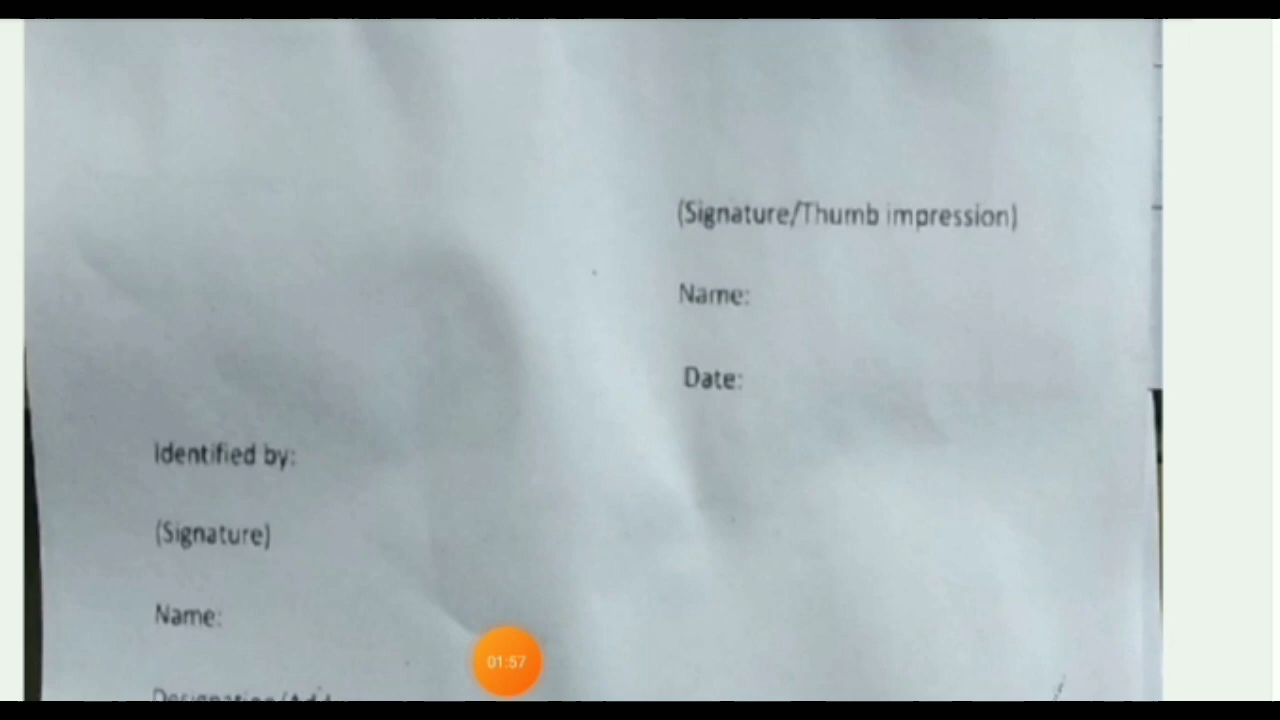 (Signature/Thumb impression)
Name:
Date:
Identified by:
(Signature)
Name:
01:57